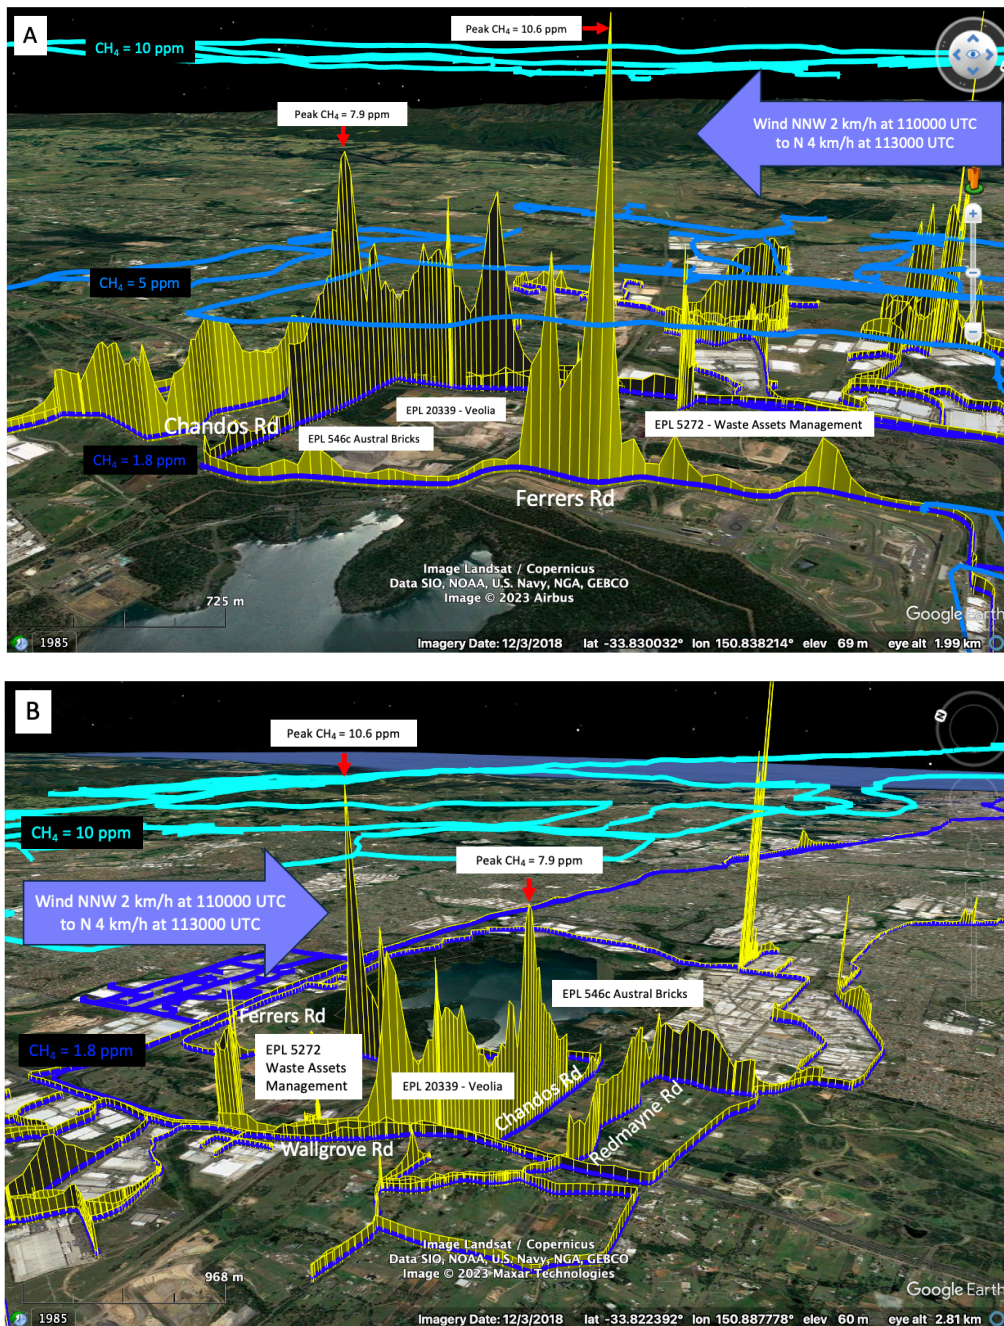 A
CH₄ = 10 ppm
Peak CH₄ = 10.6 ppm
Peak CH₄ = 7.9 ppm
Wind NNW 2 km/h at 110000 UTC
to N 4 km/h at 113000 UTC
CH₄ = 5 ppm
EPL 20339 - Veolia
Chandos Rd
EPL 546c Austral Bricks
EPL 5272 - Waste Assets Management
CH₄ = 1.8 ppm
Ferrers Rd
Image Landsat / Copernicus
Data SIO, NOAA, U.S. Navy, NGA, GEBCO
Image © 2023 Airbus
725 m
Google Earth
1985
Imagery Date: 12/3/2018 lat -33.830032° lon 150.838214° elev 69 m eye alt 1.99 km
B
N
Peak CH₄ = 10.6 ppm
CH₄ = 10 ppm
Peak CH₄ = 7.9 ppm
Wind NNW 2 km/h at 110000 UTC
to N 4 km/h at 113000 UTC
EPL 546c Austral Bricks
Ferrers Rd
CH₄ = 1.8 ppm
EPL 5272
Waste Assets
Management
EPL 20339 - Veolia
Chandos Rd
Redmayne Rd
Wallgrove Rd
Image Landsat / Copernicus
Data SIO, NOAA, U.S. Navy, NGA, GEBCO
Image © 2023 Maxar Technologies
968 m
Google Earth
1985
Imagery Date: 12/3/2018 lat -33.822392° lon 150.887778° elev 60 m eye alt 2.81 km